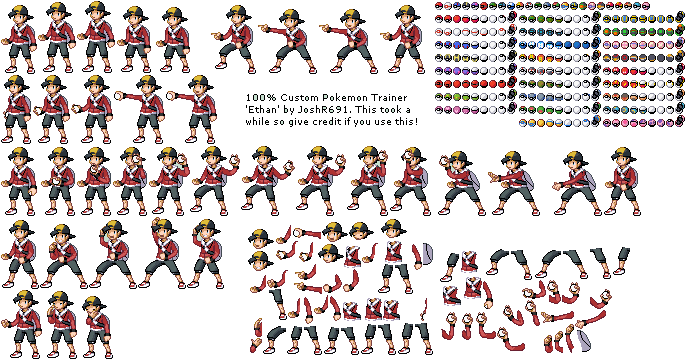 100% Custom Pokemon Trainer
'Ethan' by JoshR691. This took a
while so give credit if you use this!